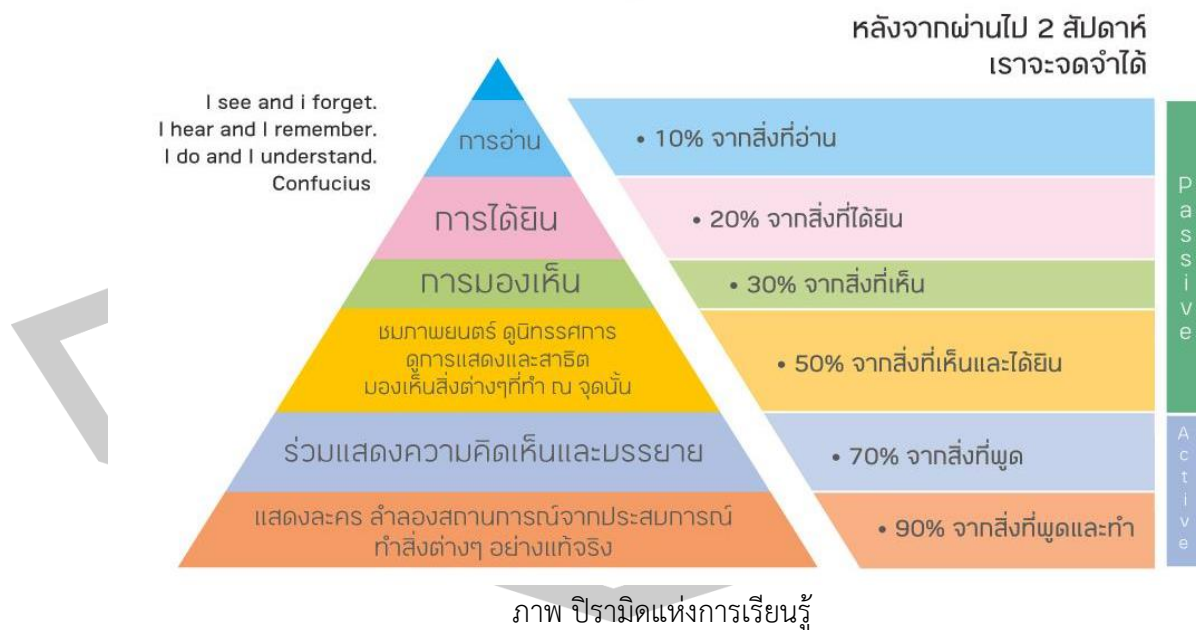 หลังจากผ่านไป 2 สัปดาห์
เราจะจดจำได้
I see and i forget.
I hear and I remember.
I do and I understand.
Confucius
การอ่าน
• 10% จากสิ่งที่อ่าน
การได้ยิน
• 20% จากสิ่งที่ได้ยิน
การมองเห็น
• 30% จากสิ่งที่เห็น
ชมภาพยนตร์ ดูนิทรรศการ
ดูการแสดงและสาธิต
มองเห็นสิ่งต่างๆที่ทำ ณ จุดนั้น
• 50% จากสิ่งที่เห็นและได้ยิน
Passive
ร่วมแสดงความคิดเห็นและบรรยาย
• 70% จากสิ่งที่พูด
แสดงละคร ลำลองสถานการณ์จากประสมการณ์
ทำสิ่งต่างๆ อย่างแท้จริง
• 90% จากสิ่งที่พูดและทำ
Active
ภาพ ปิรามิดแห่งการเรียนรู้